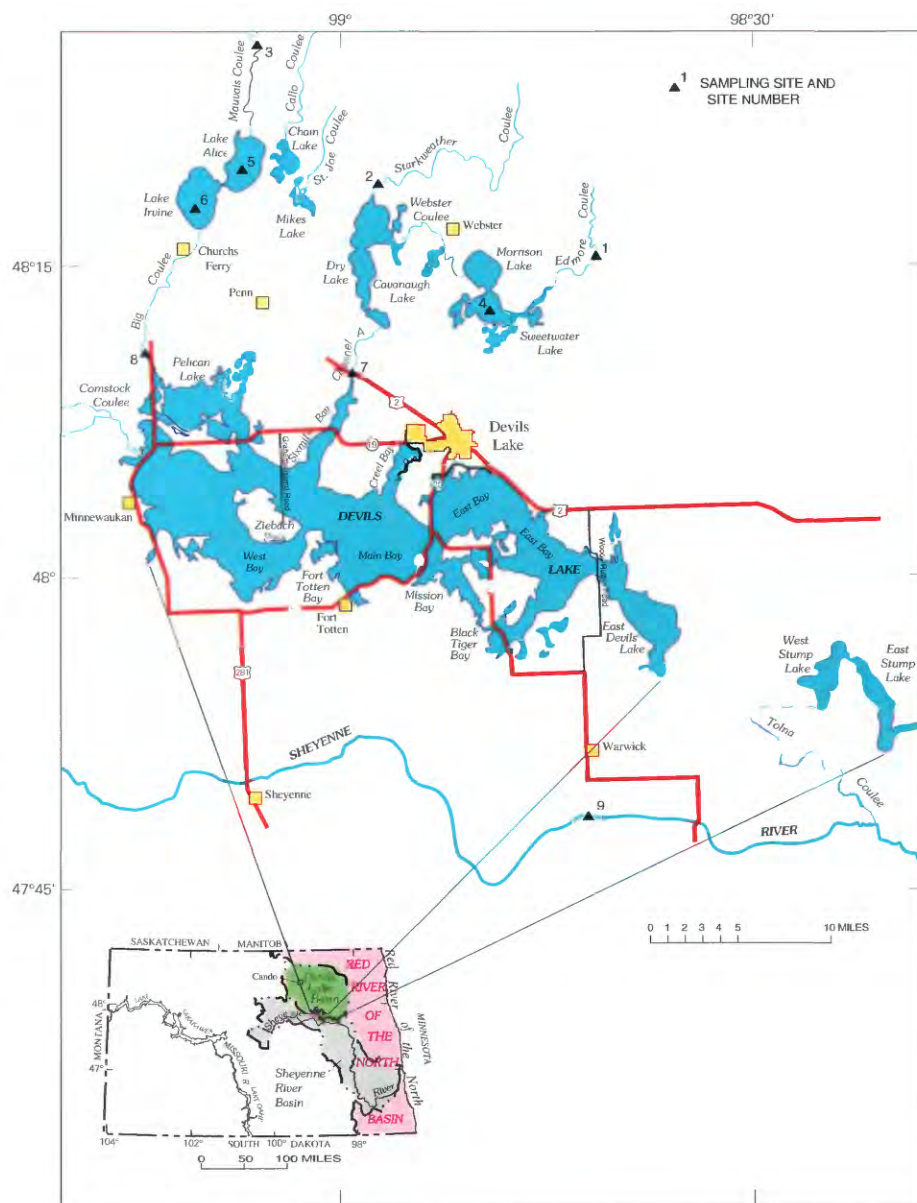 99°
98°30'
3
1
SAMPLING SITE AND
SITE NUMBER
Mauvais Coulee
Calio Coulee
St. Joe Coulee
Lake
Alice
Chain
Lake
5
Starkweather
Coulee
2
Lake
Irvine
6
Mikes
Lake
Webster
Coulee
Webster
Edmore Coulee
1
Churchs
Ferry
48°15'
Morrison
Lake
Dry
Lake
Cavanaugh
Lake
Penn
4
Sweetwater
Lake
Big Coulee
Channel A
8
Pelican
Lake
7
Comstock
Coulee
2
Devils
Lake
Sixmile Bay
19
Creel Bay
Minnewaukan
Ziebach
DEVILS
East
Bay
2
East
Bay
West
Bay
Main Bay
LAKE
48°
Fort
Totten
Bay
Mission
Bay
Fort
Totten
Black
Tiger
Bay
East
Devils
Lake
West
Stump
Lake
East
Stump
Lake
281
Tolna
Coulee
SHEYENNE
Warwick
Sheyenne
9
RIVER
47°45'
0 1 2 3 4 5 10 MILES
SASKATCHEWAN
MANITOB
Cando
RED
RIVER
OF
THE
NORTH
BASIN
Red River of the North
MINNESOTA
MONTANA
48°
47°
MISSOURI R
Sheyenne
River
Basin
River
104°
102°
100°
98°
SOUTH DAKOTA
0 50 100 MILES